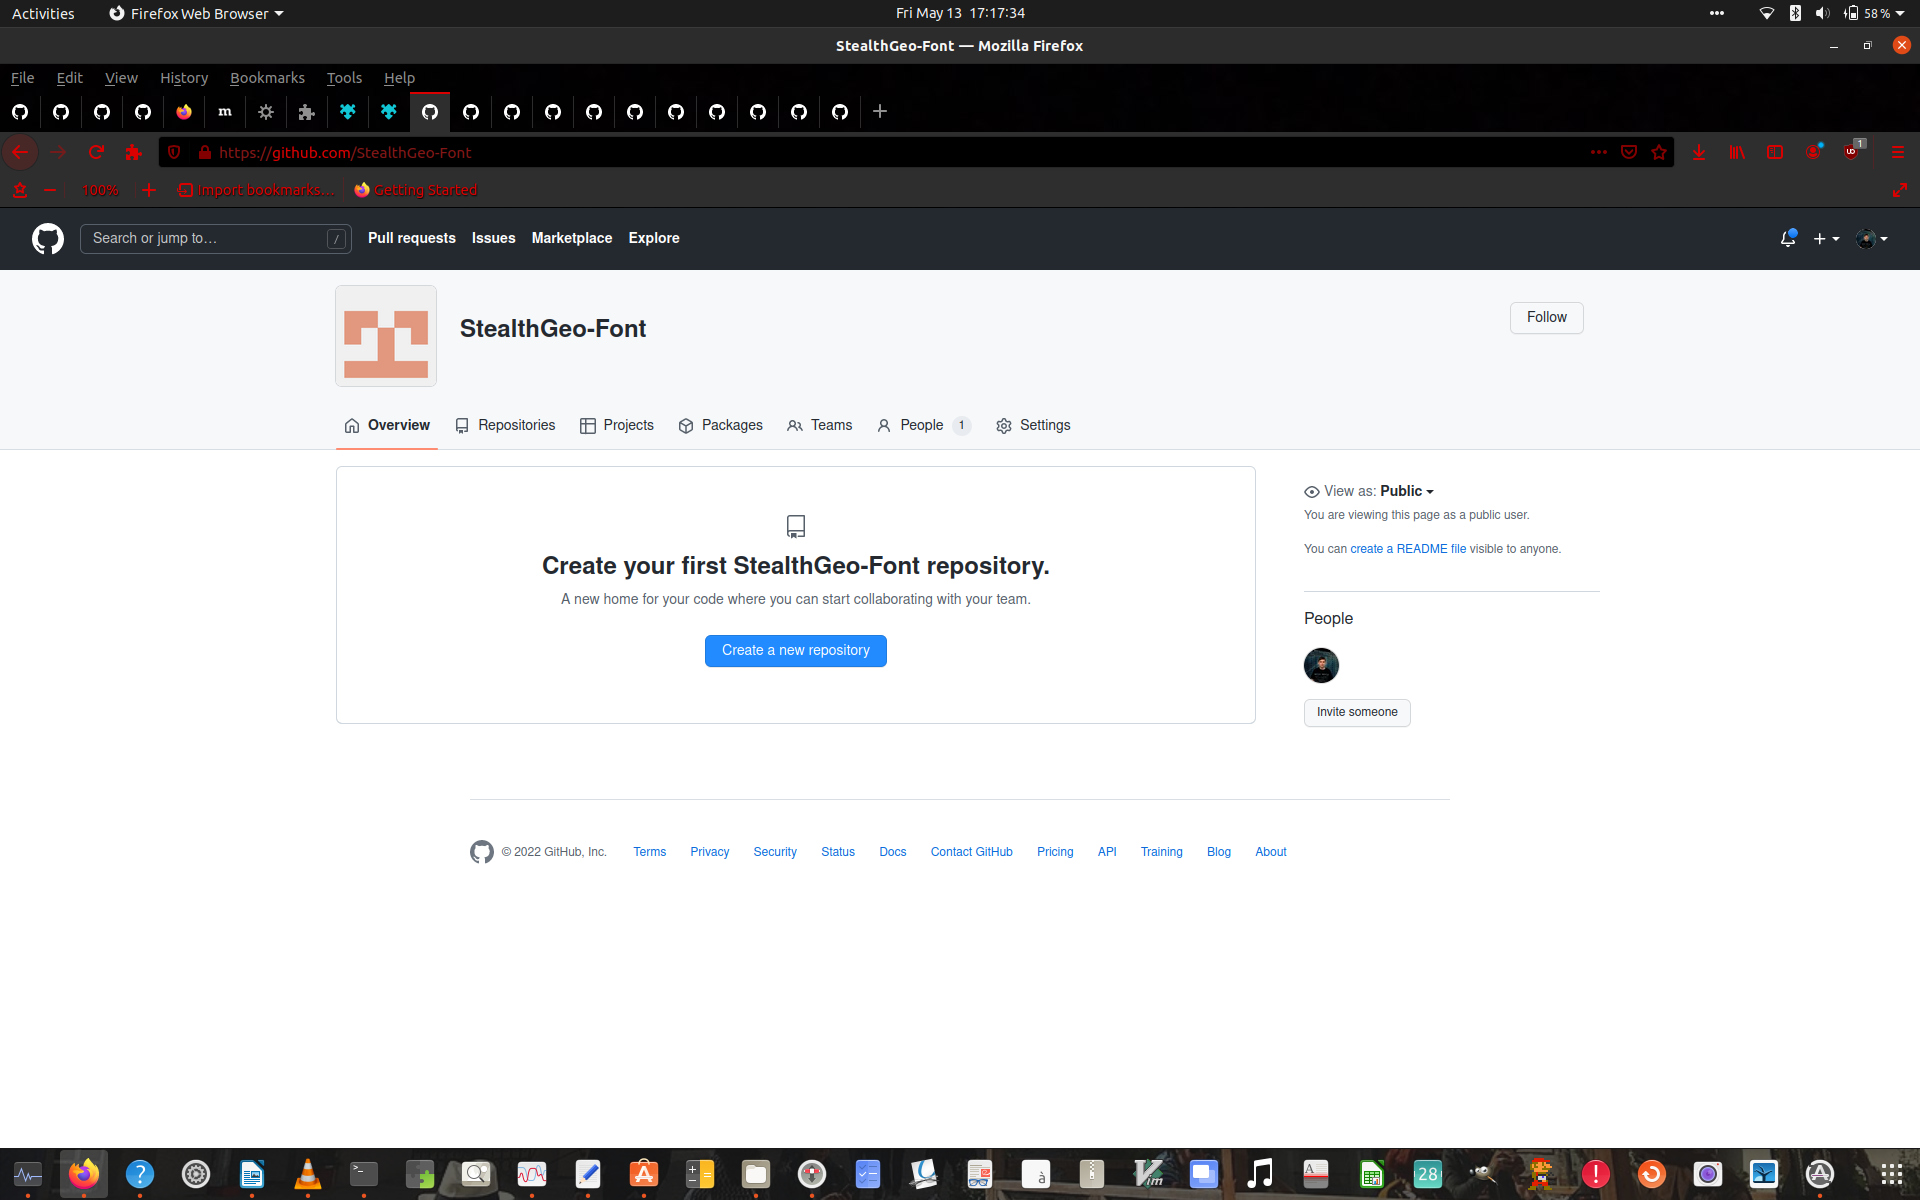 Activities Firefox Web Browser Fri May 13 17:17:34 58 %
StealthGeo-Font — Mozilla Firefox
File Edit View History Bookmarks Tools Help
m
https://github.com/StealthGeo-Font 1
100% Import bookmarks… Getting Started
Search or jump to… / Pull requests Issues Marketplace Explore
StealthGeo-Font
Follow
Overview Repositories Projects Packages Teams People 1 Settings
View as: Public
You are viewing this page as a public user.
You can create a README file visible to anyone.
Create your first StealthGeo-Font repository.
A new home for your code where you can start collaborating with your team.
Create a new repository
People
Invite someone
© 2022 GitHub, Inc. Terms Privacy Security Status Docs Contact GitHub Pricing API Training Blog About
28